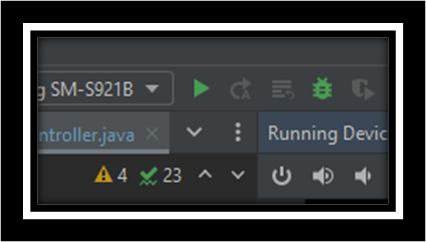 g SM-S921B
ntroller.java
Running Devic
4 23